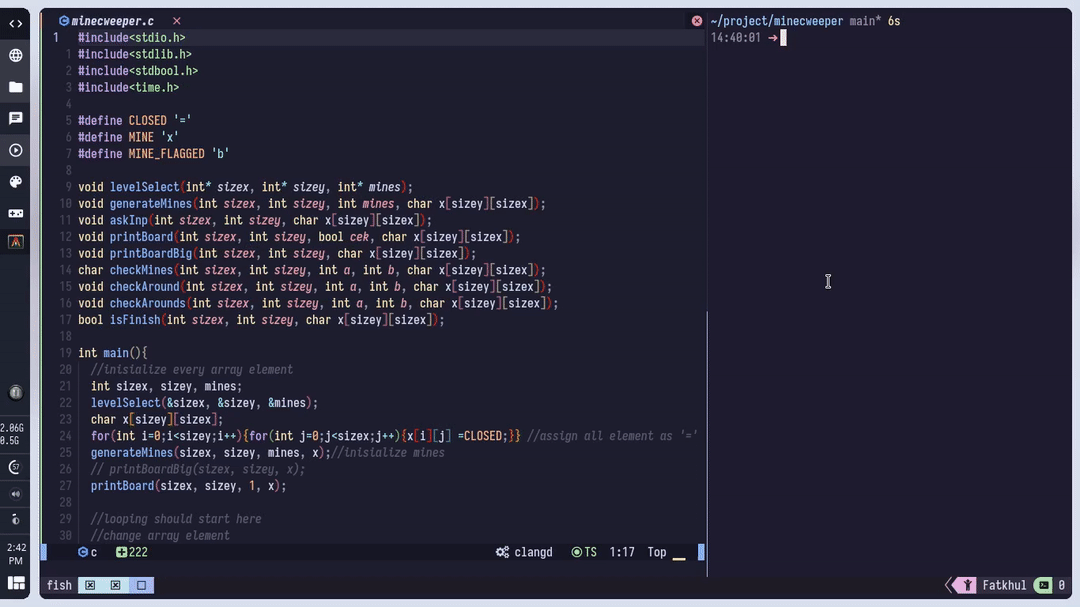 minecweeper.c
1 #include<stdio.h>
1 #include<stdlib.h>
2 #include<stdbool.h>
3 #include<time.h>
4
5 #define CLOSED '='
6 #define MINE 'x'
7 #define MINE_FLAGGED 'b'
8
9 void levelSelect(int* sizex, int* sizey, int* mines);
10 void generateMines(int sizex, int sizey, int mines, char x[sizey][sizex]);
11 void askInp(int sizex, int sizey, char x[sizey][sizex]);
12 void printBoard(int sizex, int sizey, bool cek, char x[sizey][sizex]);
13 void printBoardBig(int sizex, int sizey, char x[sizey][sizex]);
14 char checkMines(int sizex, int sizey, int a, int b, char x[sizey][sizex]);
15 void checkAround(int sizex, int sizey, int a, int b, char x[sizey][sizex]);
16 void checkArounds(int sizex, int sizey, int a, int b, char x[sizey][sizex]);
17 bool isFinish(int sizex, int sizey, char x[sizey][sizex]);
18
19 int main(){
20 //inisialize every array element
21 int sizex, sizey, mines;
22 levelSelect(&sizex, &sizey, &mines);
23 char x[sizey][sizex];
24 for(int i=0;i<sizey;i++){for(int j=0;j<sizex;j++){x[i][j] =CLOSED;}} //assign all element as '='
25 generateMines(sizex, sizey, mines, x);//inisialize mines
26 // printBoardBig(sizex, sizey, x);
27 printBoard(sizex, sizey, 1, x);
28
29 //looping should start here
30 //change array element
c 222 clangd TS 1:17 Top
~/project/minecweeper main* 6s
14:40:01 →
fish Fatkhul 0
2.06G
0.5G
57
2:42
PM